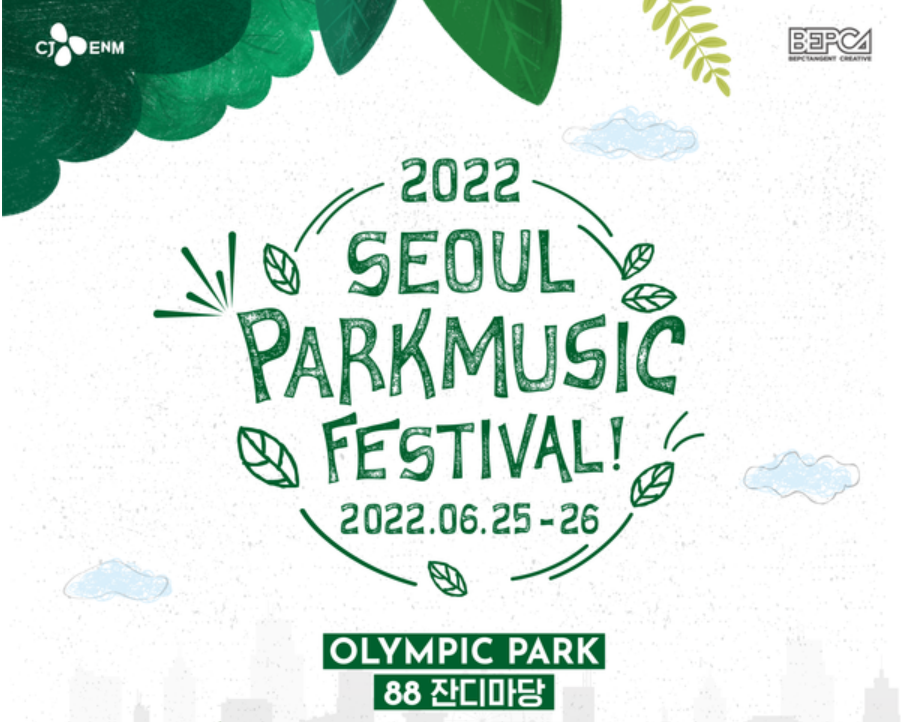 CJ ENM
BEPCA
BEPCTANGENT CREATIVE
2022
SEOUL
PARKMUSIC
FESTIVAL!
2022.06.25-26
OLYMPIC PARK
88 잔디마당